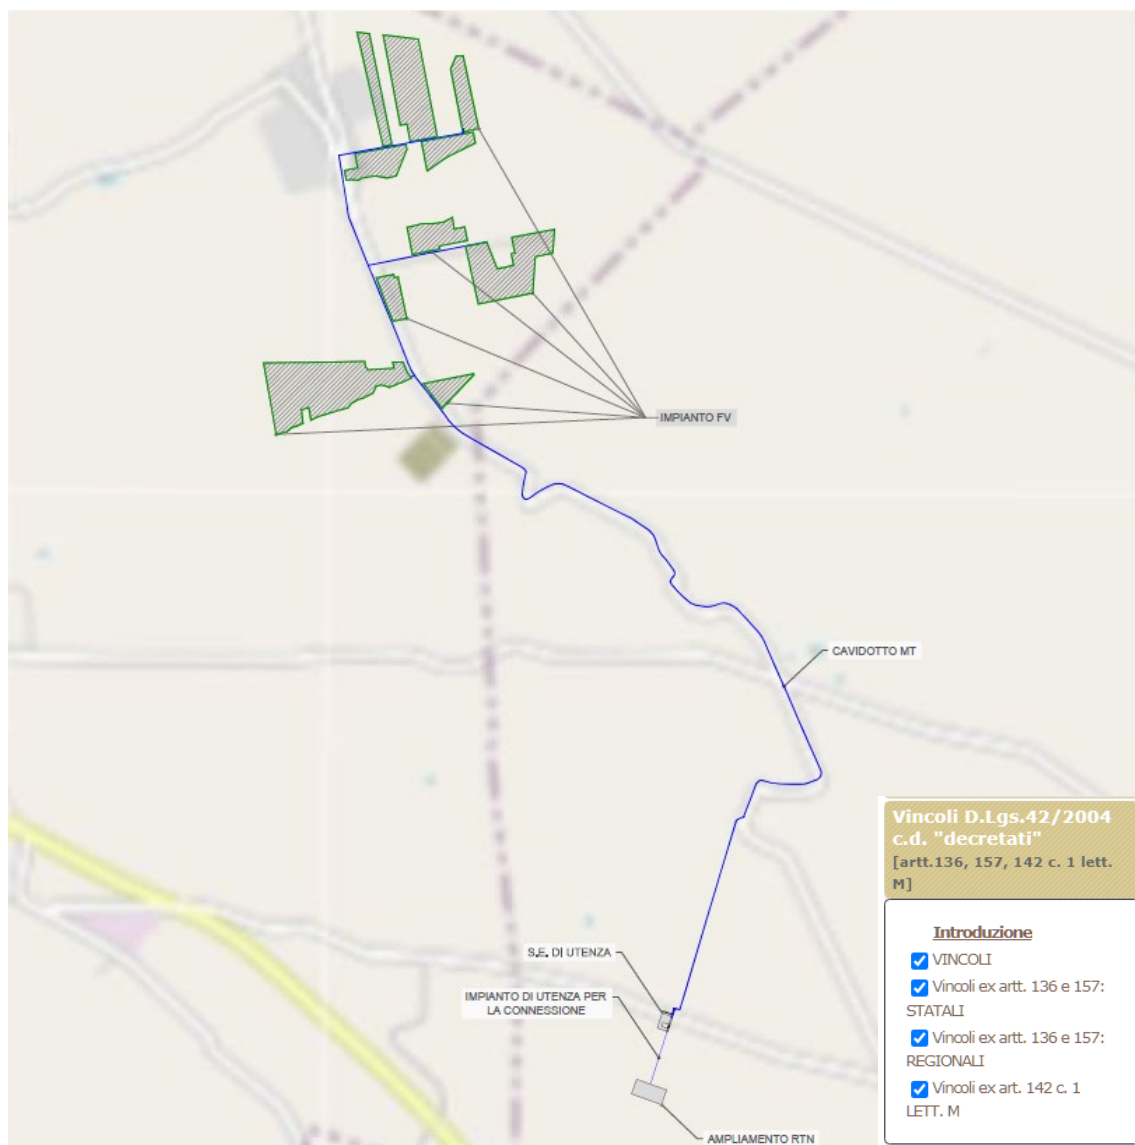 IMPIANTO FV
CAVIDOTTO MT
Vincoli D.Lgs.42/2004
c.d. "decretati"
[artt.136, 157, 142 c. 1 lett.
M]
Introduzione
VINCOLI
Vincoli ex artt. 136 e 157:
STATALI
Vincoli ex artt. 136 e 157:
REGIONALI
Vincoli ex art. 142 c. 1
LETT. M
S.E. DI UTENZA
IMPIANTO DI UTENZA PER
LA CONNESSIONE
AMPLIAMENTO RTN